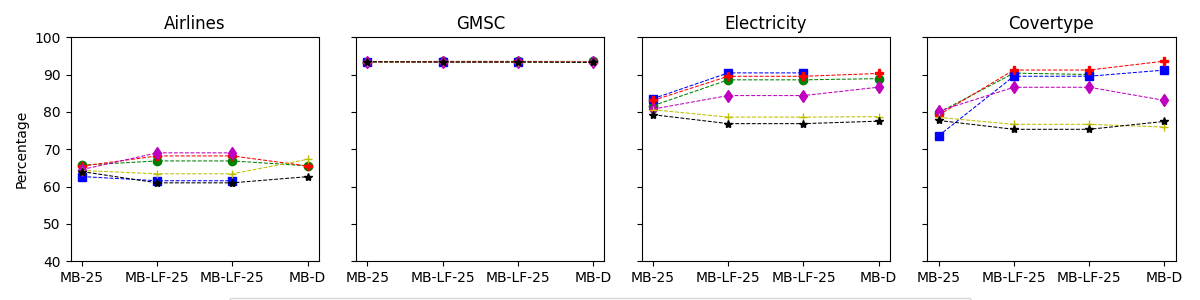 Airlines GMSC Electricity Covertype
100
90
80
70
60
50
40
Percentage
MB-25 MB-LF-25 MB-LF-25 MB-D MB-25 MB-LF-25 MB-LF-25 MB-D MB-25 MB-LF-25 MB-LF-25 MB-D MB-25 MB-LF-25 MB-LF-25 MB-D